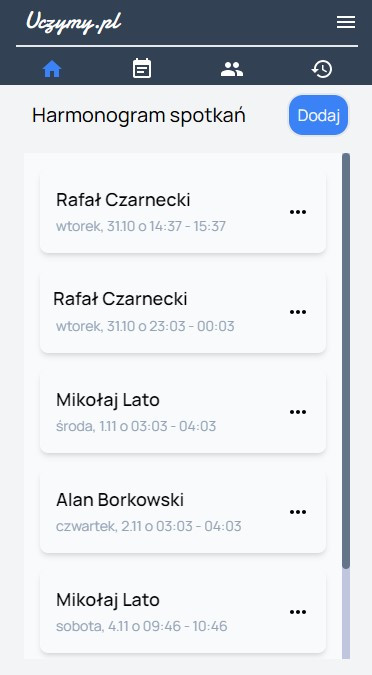 Uczymy.pl
Harmonogram spotkań
Dodaj
Rafał Czarnecki
wtorek, 31.10 o 14:37 - 15:37
Rafał Czarnecki
wtorek, 31.10 o 23:03 - 00:03
Mikołaj Lato
środa, 1.11 o 03:03 - 04:03
Alan Borkowski
czwartek, 2.11 o 03:03 - 04:03
Mikołaj Lato
sobota, 4.11 o 09:46 - 10:46